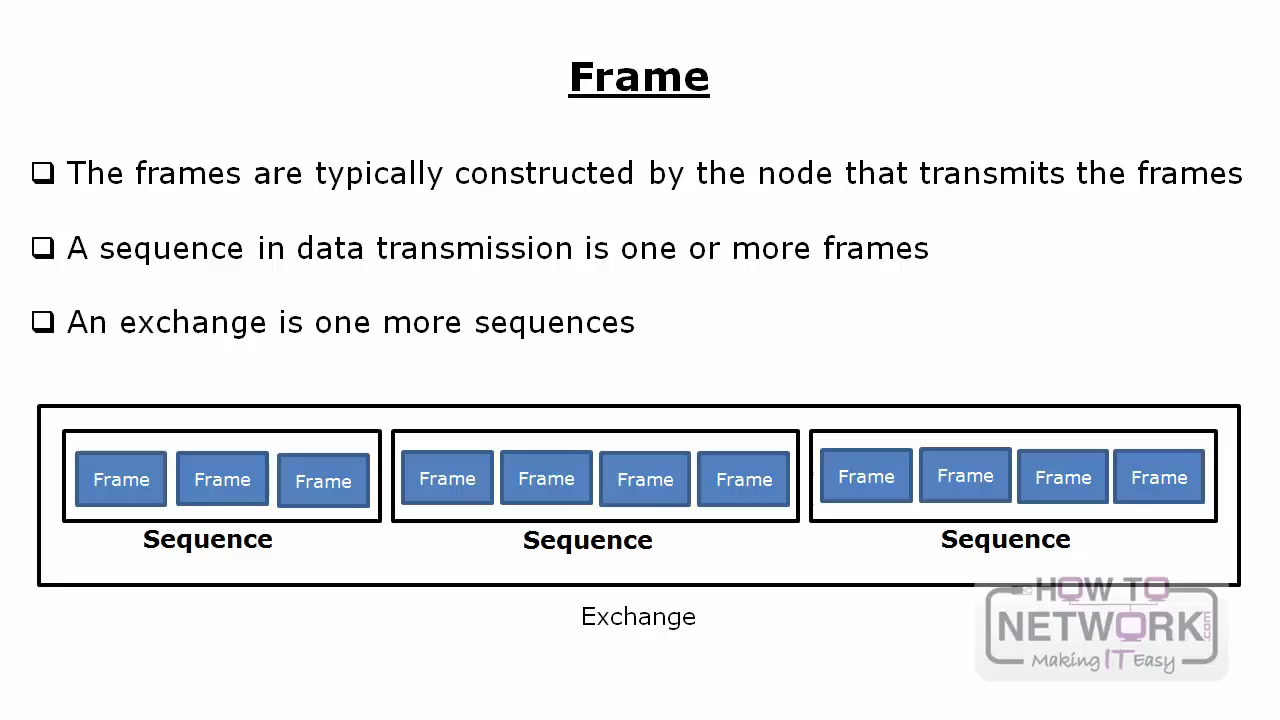 Frame
❑ The frames are typically constructed by the node that transmits the frames
❑ A sequence in data transmission is one or more frames
❑ An exchange is one more sequences
Frame Frame Frame Frame Frame Frame Frame Frame Frame Frame Frame
Sequence Sequence Sequence
Exchange
HOW TO
NETWORK.com
Making IT Easy